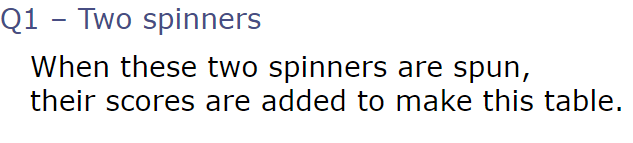 Q1 – Two spinners
When these two spinners are spun,
their scores are added to make this table.